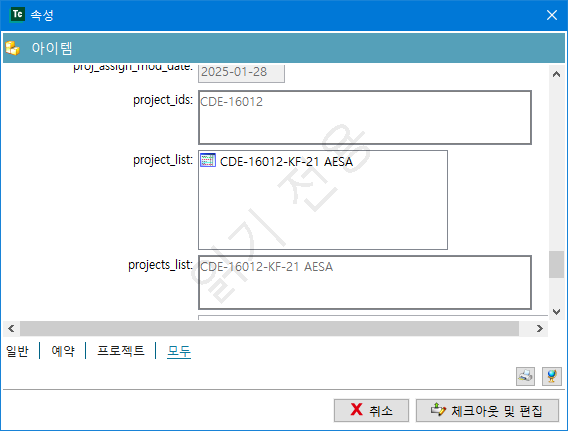 Tc 속성
아이템
proj_assign_mod_date: 2025-01-28
project_ids: CDE-16012
project_list: CDE-16012-KF-21 AESA
읽기 전용
projects_list: CDE-16012-KF-21 AESA
일반 예약 프로젝트 모두
취소 체크아웃 및 편집